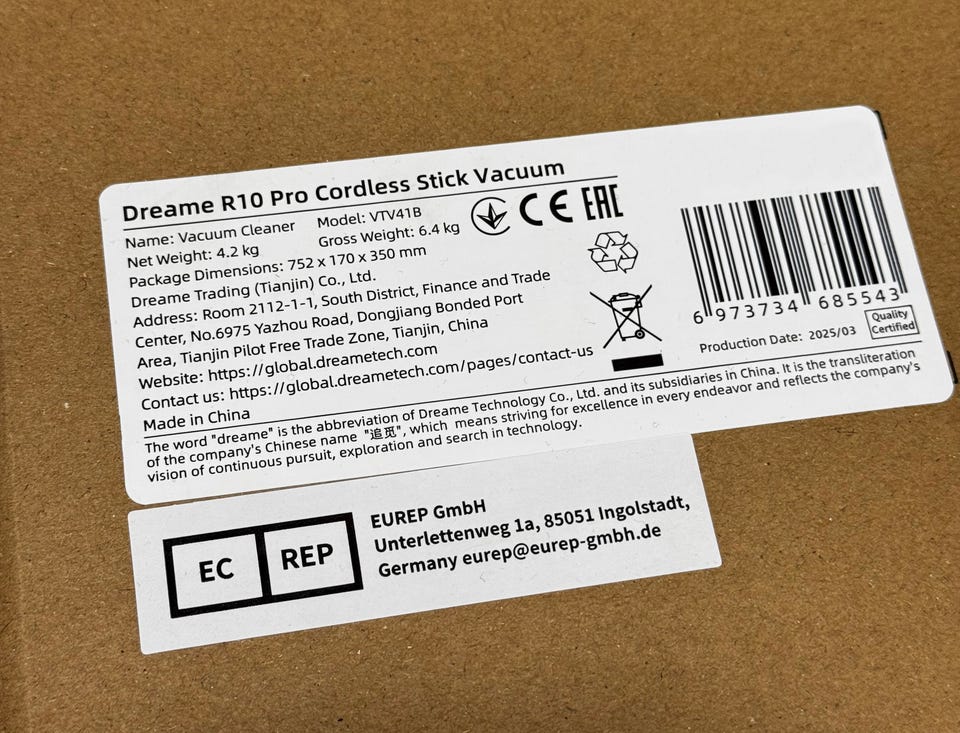 Dreame R10 Pro Cordless Stick Vacuum
Name: Vacuum Cleaner Model: VTV41B
Net Weight: 4.2 kg Gross Weight: 6.4 kg
Package Dimensions: 752 x 170 x 350 mm
Dreame Trading (Tianjin) Co., Ltd.
Address: Room 2112-1-1, South District, Finance and Trade
Center, No.6975 Yazhou Road, Dongjiang Bonded Port
Area, Tianjin Pilot Free Trade Zone, Tianjin, China
Website: https://global.dreametech.com
Contact us: https://global.dreametech.com/pages/contact-us
Made in China
CE EAC
6 973734 685543
Production Date: 2025/03
Quality
Certified
The word "dreame" is the abbreviation of Dreame Technology Co., Ltd. and its subsidiaries in China. It is the transliteration
of the company's Chinese name "追觅", which means striving for excellence in every endeavor and reflects the company's
vision of continuous pursuit, exploration and search in technology.
EC REP
EUREP GmbH
Unterlettenweg 1a, 85051 Ingolstadt,
Germany eurep@eurep-gmbh.de